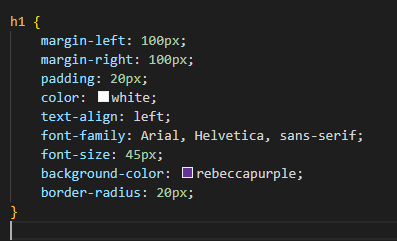 h1 {
margin-left: 100px;
margin-right: 100px;
padding: 20px;
color: white;
text-align: left;
font-family: Arial, Helvetica, sans-serif;
font-size: 45px;
background-color: rebeccapurple;
border-radius: 20px;
}